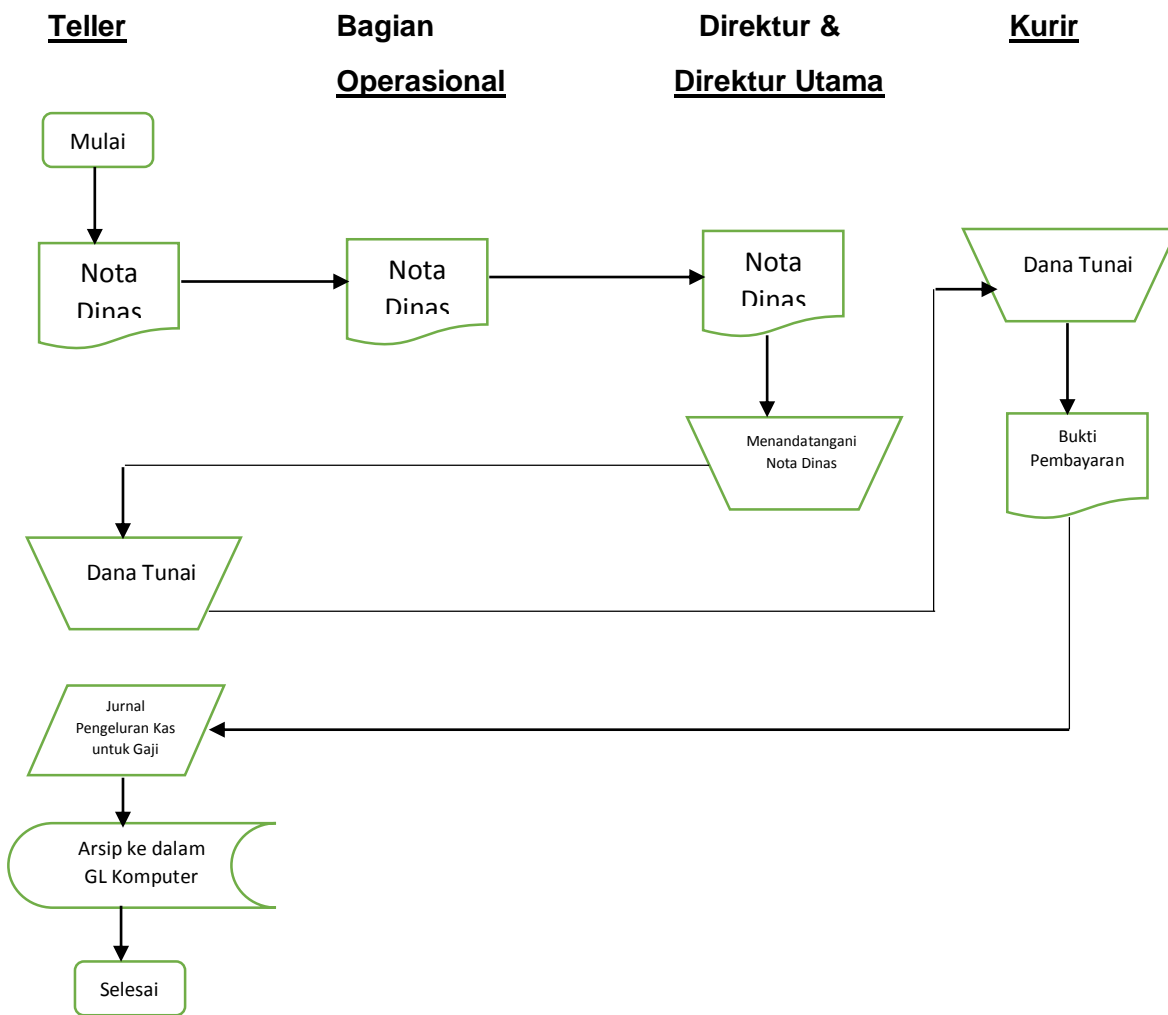 Teller
Bagian
Operasional
Direktur &
Direktur Utama
Kurir
Mulai
Nota
Dinas
Nota
Dinas
Nota
Dinas
Dana Tunai
Menandatangani
Nota Dinas
Bukti
Pembayaran
Dana Tunai
Jurnal
Pengeluran Kas
untuk Gaji
Arsip ke dalam
GL Komputer
Selesai